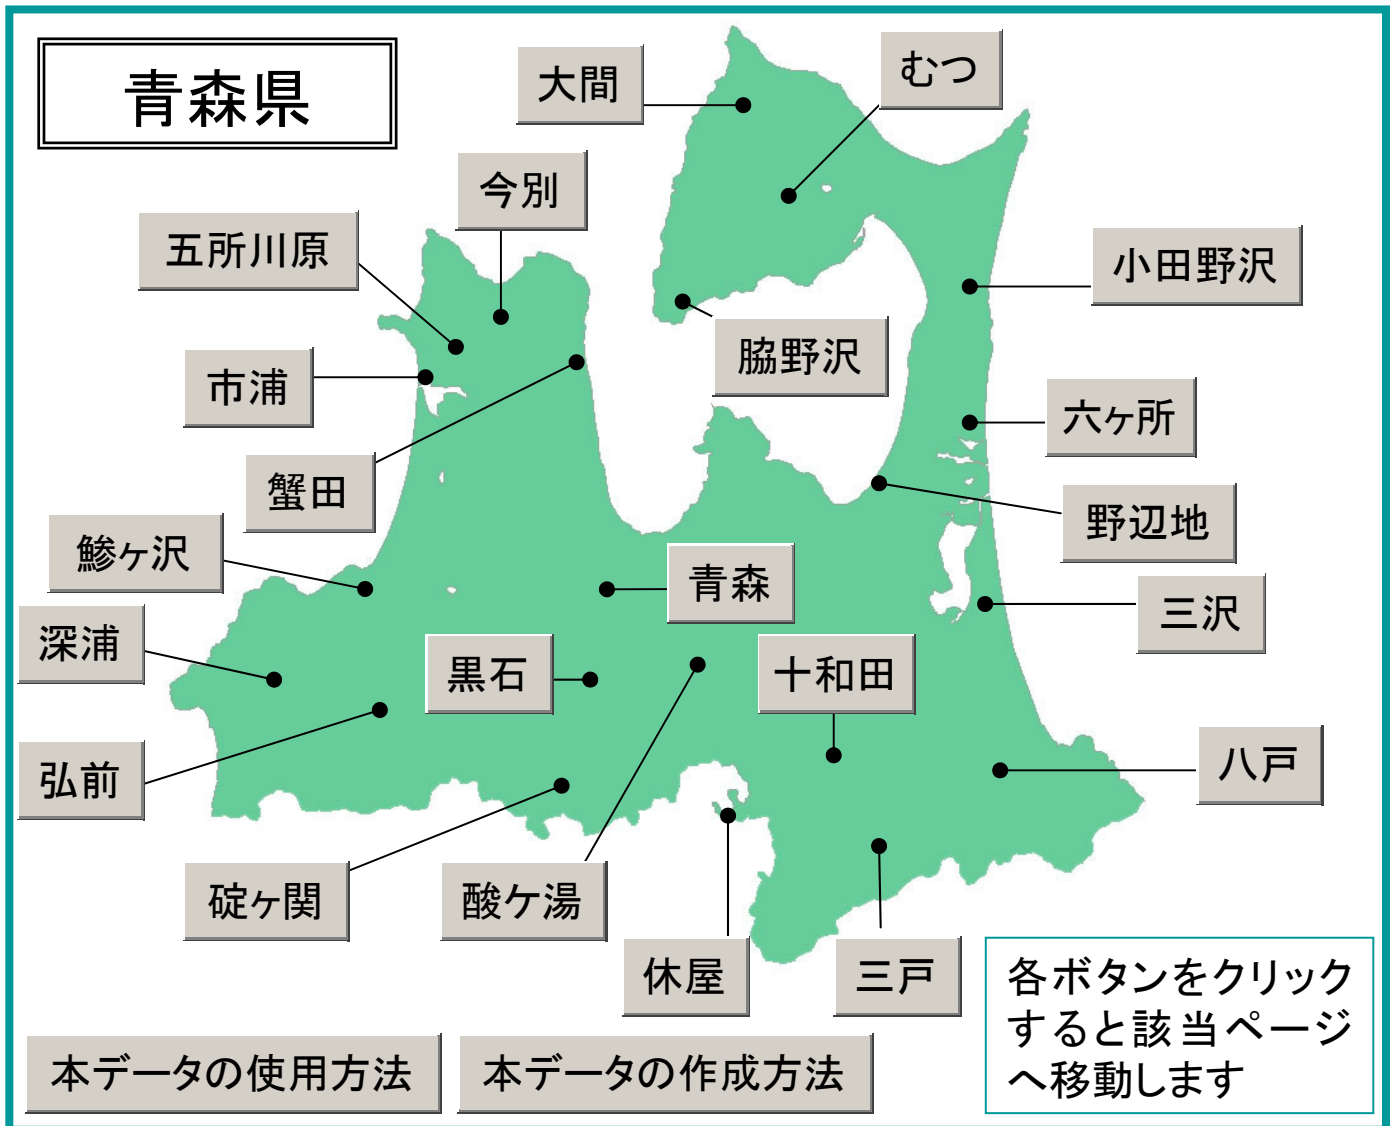 青森県
大間
むつ
今別
五所川原
小田野沢
脇野沢
市浦
六ヶ所
蟹田
野辺地
鯵ヶ沢
青森
三沢
深浦
黒石
十和田
弘前
八戸
碇ヶ関
酸ケ湯
休屋
三戸
各ボタンをクリック
すると該当ページ
へ移動します
本データの使用方法
本データの作成方法